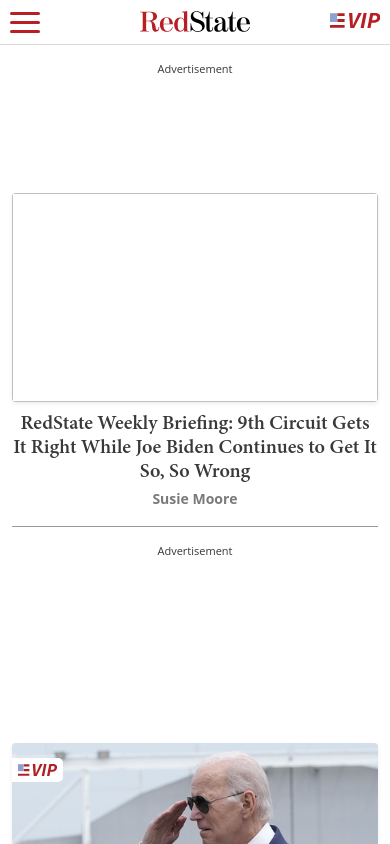 RedState
VIP
Advertisement
RedState Weekly Briefing: 9th Circuit Gets
It Right While Joe Biden Continues to Get It
So, So Wrong
Susie Moore
Advertisement
VIP